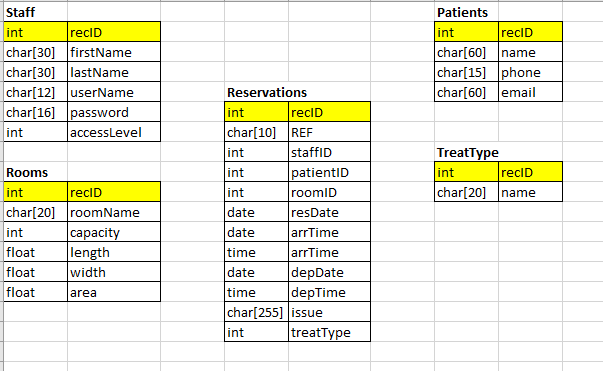 Staff
int recID
char[30] firstName
char[30] lastName
char[12] userName
char[16] password
int accessLevel
Rooms
int recID
char[20] roomName
int capacity
float length
float width
float area
Reservations
int recID
char[10] REF
int staffID
int patientID
int roomID
date resDate
date arrTime
time arrTime
date depDate
time depTime
char[255] issue
int treatType
Patients
int recID
char[60] name
char[15] phone
char[60] email
TreatType
int recID
char[20] name